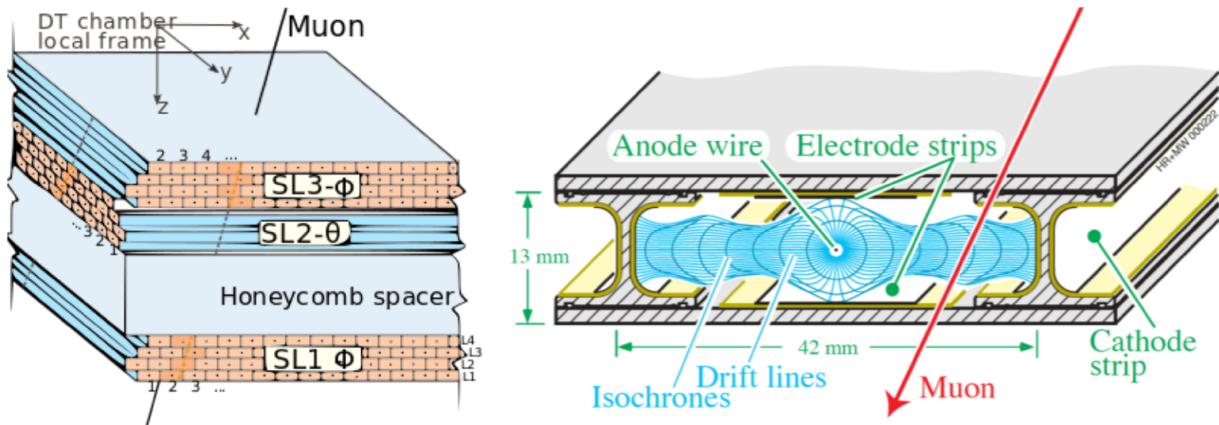 DT chamber
local frame
x
y
z
Muon
2 3 4 ...
SL3-Φ
SL2-θ
...3 2 1
Honeycomb spacer
SL1 Φ
L4
L3
L2
L1
1 2 3 ...
Anode wire
Electrode strips
HR+MW 000222
13 mm
42 mm
Cathode
strip
Drift lines
Isochrones
Muon